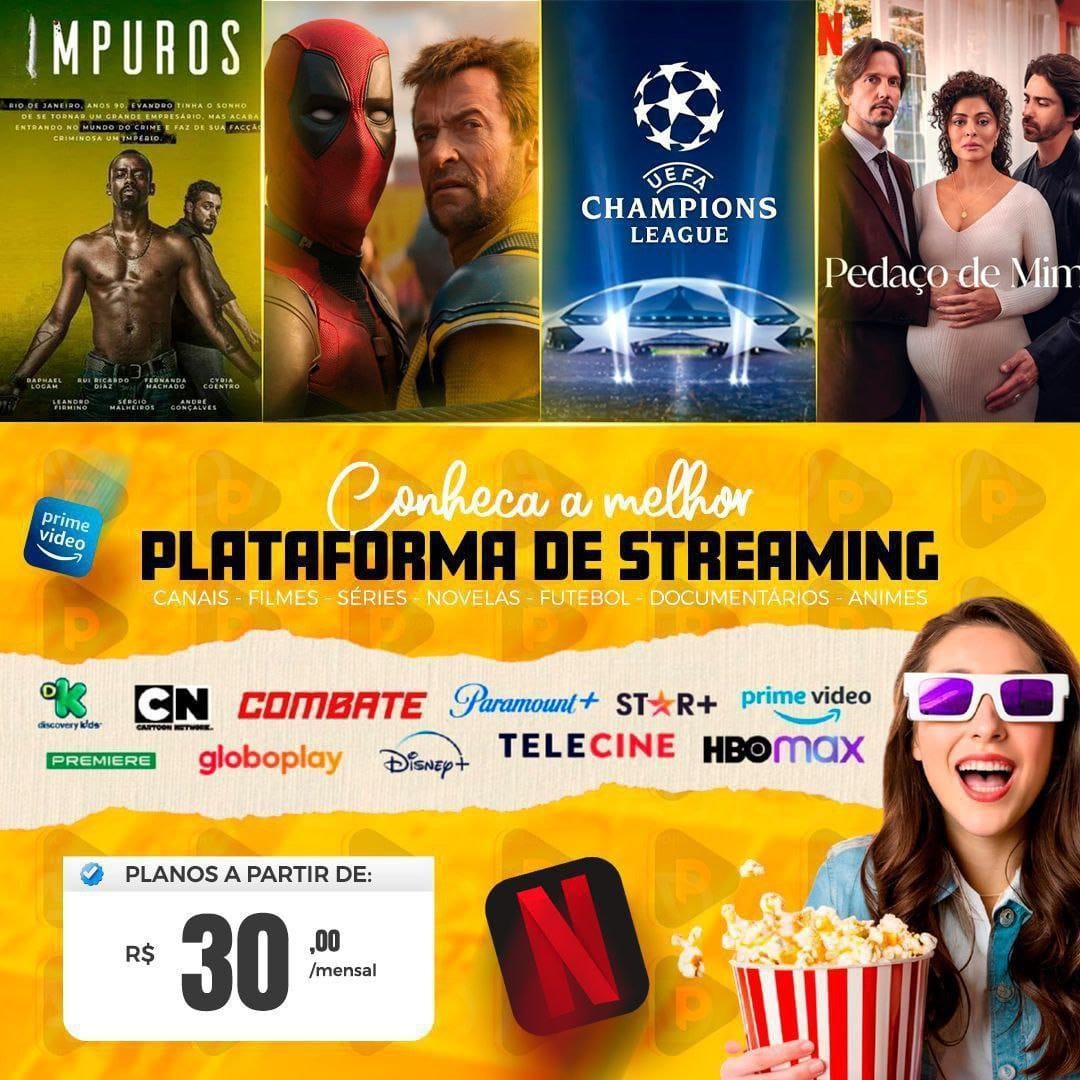 IMPUROS
RIO DE JANEIRO, ANOS 90, EVANDRO TINHA O SONHO
DE SE TORNAR UM GRANDE EMPRESÁRIO, MAS ACABA
ENTRANDO NO MUNDO DO CRIME E FAZ DE SUA FACÇÃ
CRIMINOSA UM IMPÉRIO.
RAPHAEL LOGAM
RUI RICARDO DIAZ
FERNANDA MACHADO
CYRIA COENTRO
LEANDRO FIRMINO
SÉRGIO MALHEIROS
ANDRÉ GONÇALVES
UEFA
CHAMPIONS
LEAGUE
N
Pedaço de Mim
prime
video
Conheca a melhor
PLATAFORMA DE STREAMING
CANAIS - FILMES - SÉRIES - NOVELAS - FUTEBOL - DOCUMENTÁRIOS - ANIMES
DK
discovery kids
CN
CARTOON NETWORK
COMBATE
Paramount+
STAR+
prime video
PREMIERE
globoplay
Disney+
TELECINE
HBOmax
PLANOS A PARTIR DE:
R$ 30,00
/mensal
N